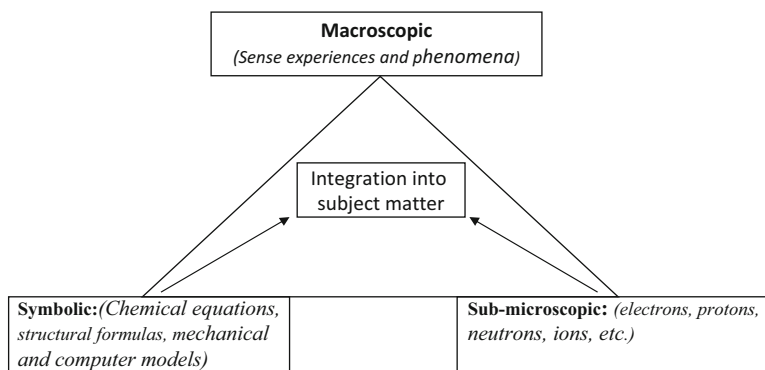 Macroscopic
(Sense experiences and phenomena)
Integration into
subject matter
Symbolic:(Chemical equations,
structural formulas, mechanical
and computer models)
Sub-microscopic: (electrons, protons,
neutrons, ions, etc.)